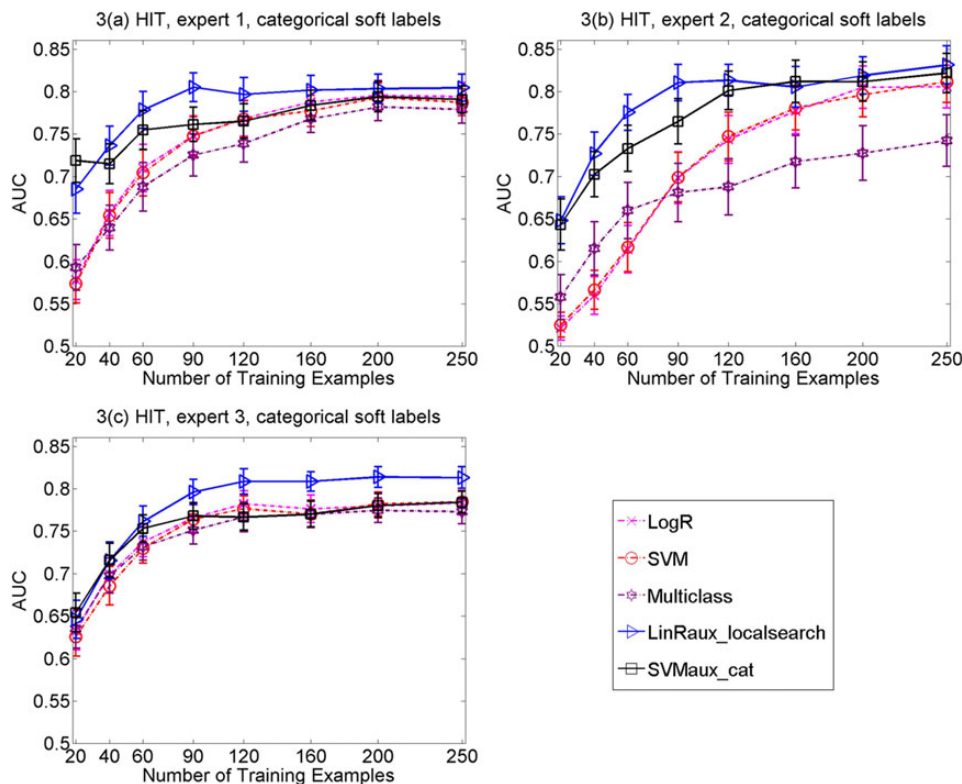 3(a) HIT, expert 1, categorical soft labels
0.85
0.8
0.75
0.7
0.65
0.6
0.55
0.5
AUC
20 40 60 90 120 160 200 250
Number of Training Examples
3(b) HIT, expert 2, categorical soft labels
0.85
0.8
0.75
0.7
0.65
0.6
0.55
0.5
AUC
20 40 60 90 120 160 200 250
Number of Training Examples
3(c) HIT, expert 3, categorical soft labels
0.85
0.8
0.75
0.7
0.65
0.6
0.55
0.5
AUC
20 40 60 90 120 160 200 250
Number of Training Examples
LogR
SVM
Multiclass
LinRaux_localsearch
SVMaux_cat